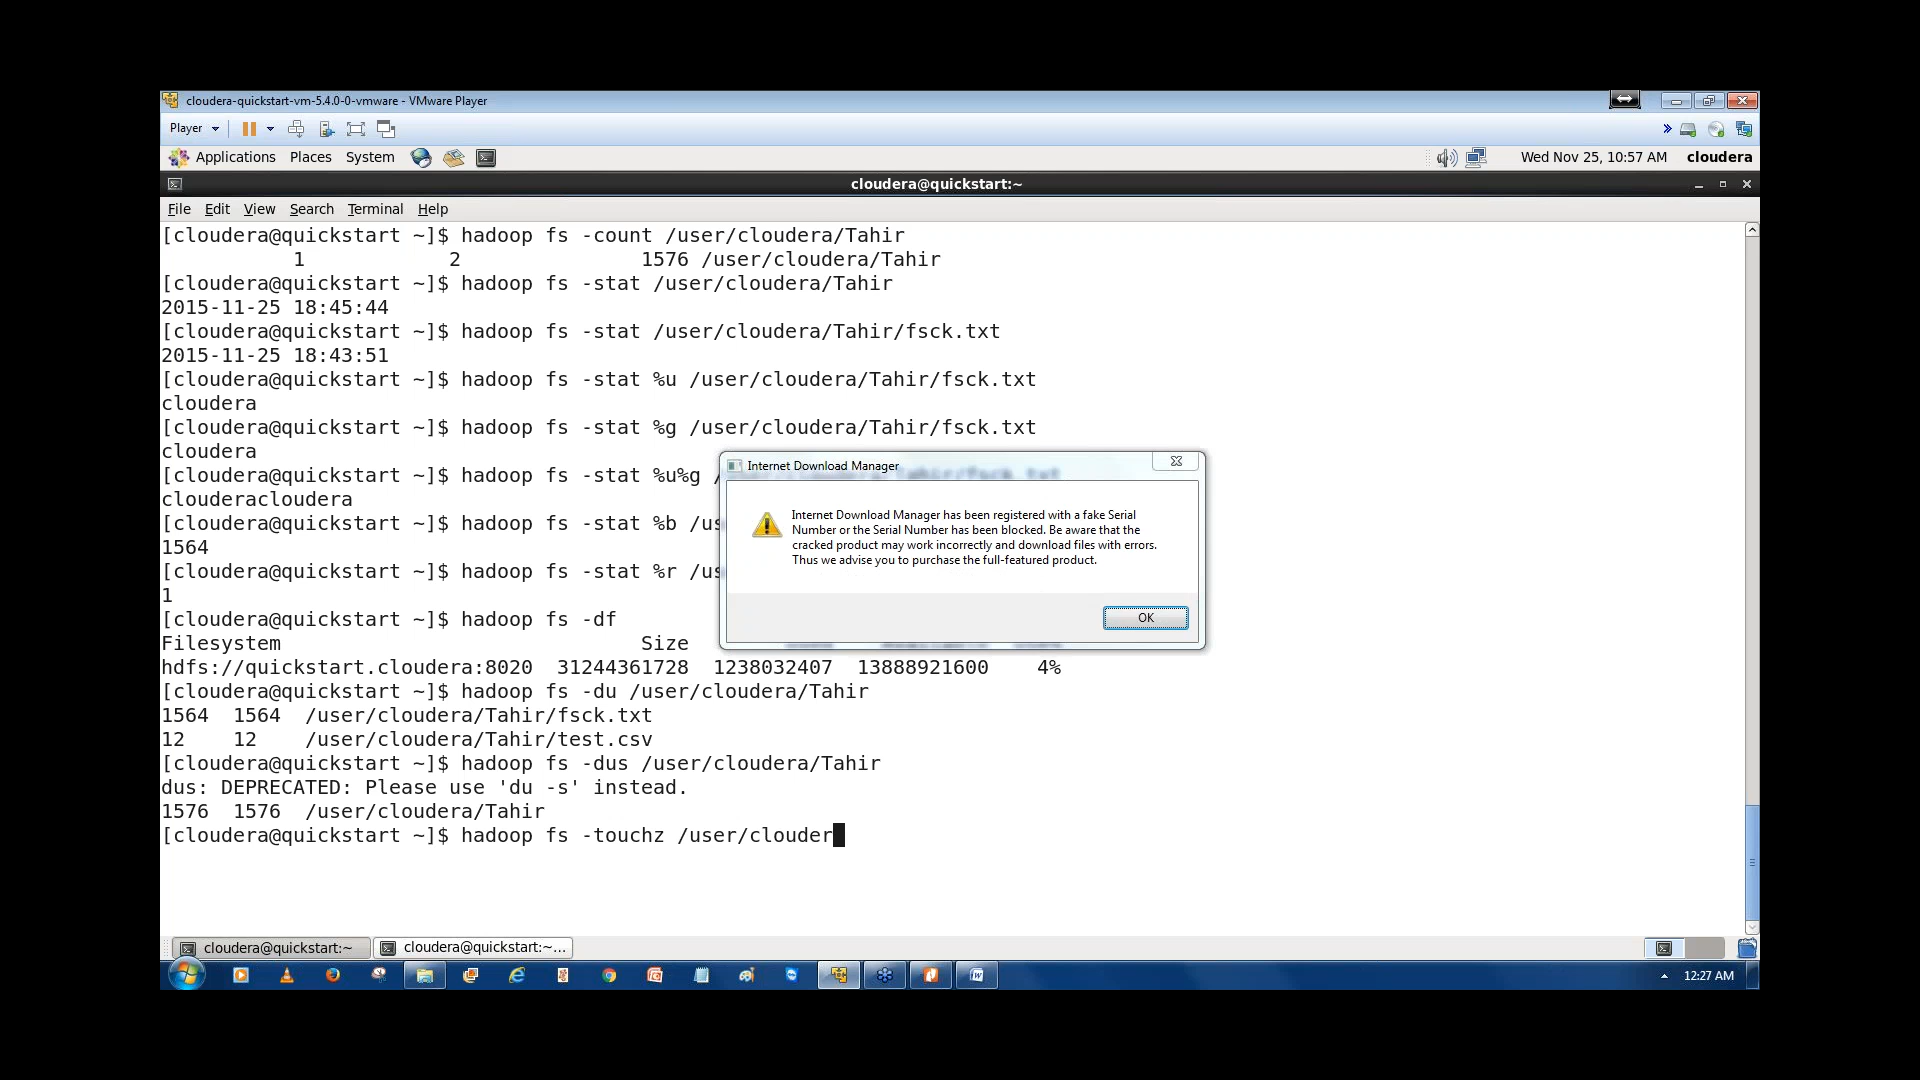 cloudera-quickstart-vm-5.4.0-0-vmware - VMware Player
Player
Applications Places System Wed Nov 25, 10:57 AM cloudera
cloudera@quickstart:~
File Edit View Search Terminal Help
[cloudera@quickstart ~]$ hadoop fs -count /user/cloudera/Tahir
1 2 1576 /user/cloudera/Tahir
[cloudera@quickstart ~]$ hadoop fs -stat /user/cloudera/Tahir
2015-11-25 18:45:44
[cloudera@quickstart ~]$ hadoop fs -stat /user/cloudera/Tahir/fsck.txt
2015-11-25 18:43:51
[cloudera@quickstart ~]$ hadoop fs -stat %u /user/cloudera/Tahir/fsck.txt
cloudera
[cloudera@quickstart ~]$ hadoop fs -stat %g /user/cloudera/Tahir/fsck.txt
cloudera
[cloudera@quickstart ~]$ hadoop fs -stat %u%g /
clouderacloudera
[cloudera@quickstart ~]$ hadoop fs -stat %b /us
1564
[cloudera@quickstart ~]$ hadoop fs -stat %r /us
1
[cloudera@quickstart ~]$ hadoop fs -df
Filesystem Size
hdfs://quickstart.cloudera:8020 31244361728 1238032407 13888921600 4%
[cloudera@quickstart ~]$ hadoop fs -du /user/cloudera/Tahir
1564 1564 /user/cloudera/Tahir/fsck.txt
12 12 /user/cloudera/Tahir/test.csv
[cloudera@quickstart ~]$ hadoop fs -dus /user/cloudera/Tahir
dus: DEPRECATED: Please use 'du -s' instead.
1576 1576 /user/cloudera/Tahir
[cloudera@quickstart ~]$ hadoop fs -touchz /user/clouder
Internet Download Manager
Internet Download Manager has been registered with a fake Serial
Number or the Serial Number has been blocked. Be aware that the
cracked product may work incorrectly and download files with errors.
Thus we advise you to purchase the full-featured product.
OK
cloudera@quickstart:~ cloudera@quickstart:~...
12:27 AM